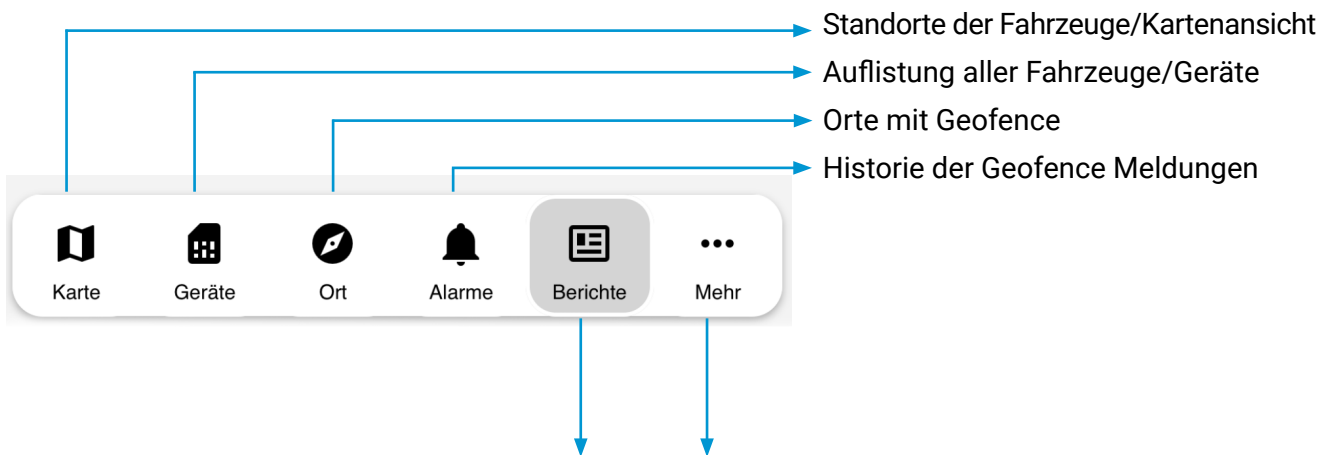 Standorte der Fahrzeuge/Kartenansicht
Auflistung aller Fahrzeuge/Geräte
Orte mit Geofence
Historie der Geofence Meldungen
Karte Geräte Ort Alarme Berichte Mehr